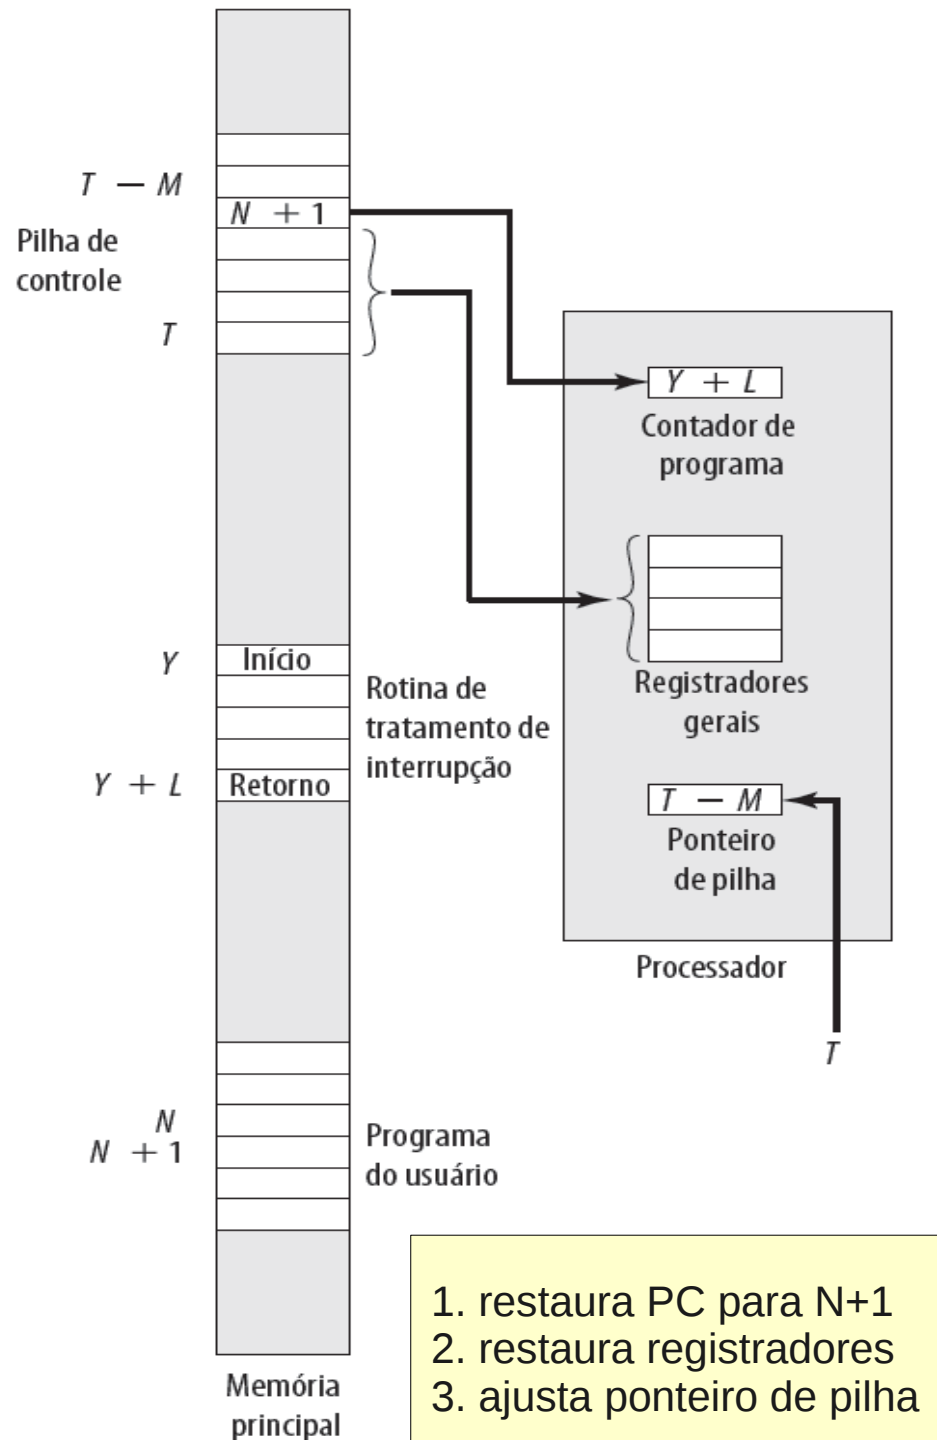 T – M
N + 1
Pilha de
controle
T
Y + L
Contador de
programa
Y
Início
Rotina de
tratamento de
interrupção
Registradores
gerais
Y + L
Retorno
T – M
Ponteiro
de pilha
Processador
T
N
N + 1
Programa
do usuário
1. restaura PC para N+1
2. restaura registradores
3. ajusta ponteiro de pilha
Memória
principal